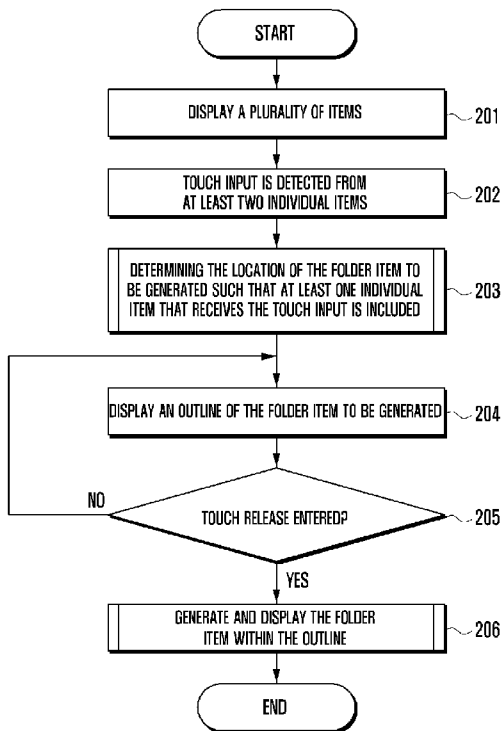 START
DISPLAY A PLURALITY OF ITEMS
201
TOUCH INPUT IS DETECTED FROM
AT LEAST TWO INDIVIDUAL ITEMS
202
DETERMINING THE LOCATION OF THE FOLDER ITEM TO
BE GENERATED SUCH THAT AT LEAST ONE INDIVIDUAL
ITEM THAT RECEIVES THE TOUCH INPUT IS INCLUDED
203
DISPLAY AN OUTLINE OF THE FOLDER ITEM TO BE GENERATED
204
NO
TOUCH RELEASE ENTERED?
205
YES
GENERATE AND DISPLAY THE FOLDER
ITEM WITHIN THE OUTLINE
206
END